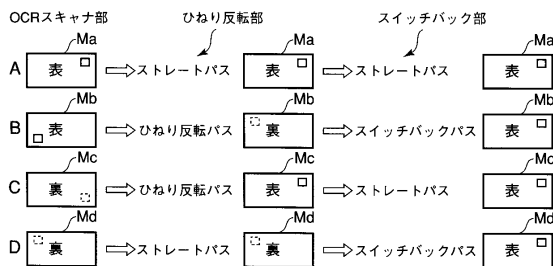 OCRスキャナ部 ひねり反転部 スイッチバック部
Ma Ma Ma
A 表 ストレートパス 表 ストレートパス 表
Mb Mb Mb
B 表 ひねり反転パス 裏 スイッチバックパス 表
Mc Mc Mc
C 裏 ひねり反転パス 表 ストレートパス 表
Md Md Md
D 裏 ストレートパス 裏 スイッチバックパス 表